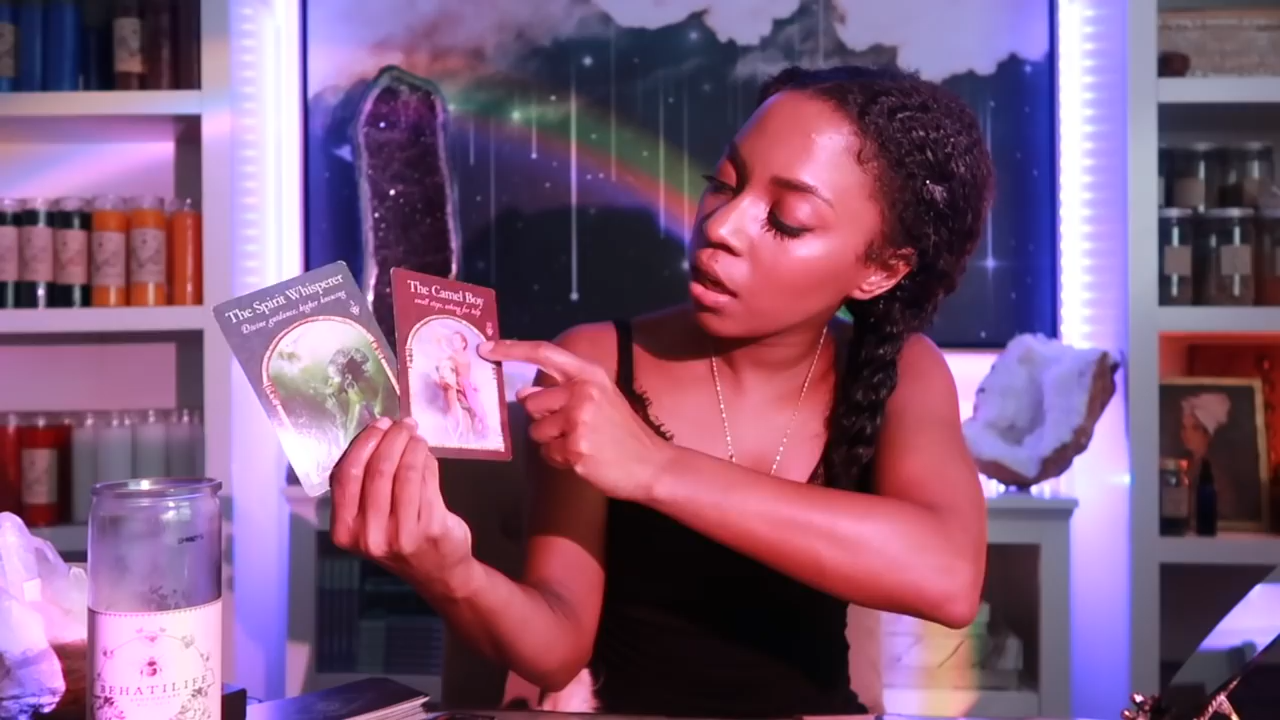 The Spirit Whisperer
Divine guidance, higher knowing
The Camel Boy
small steps, asking for help
BEHATILIFE